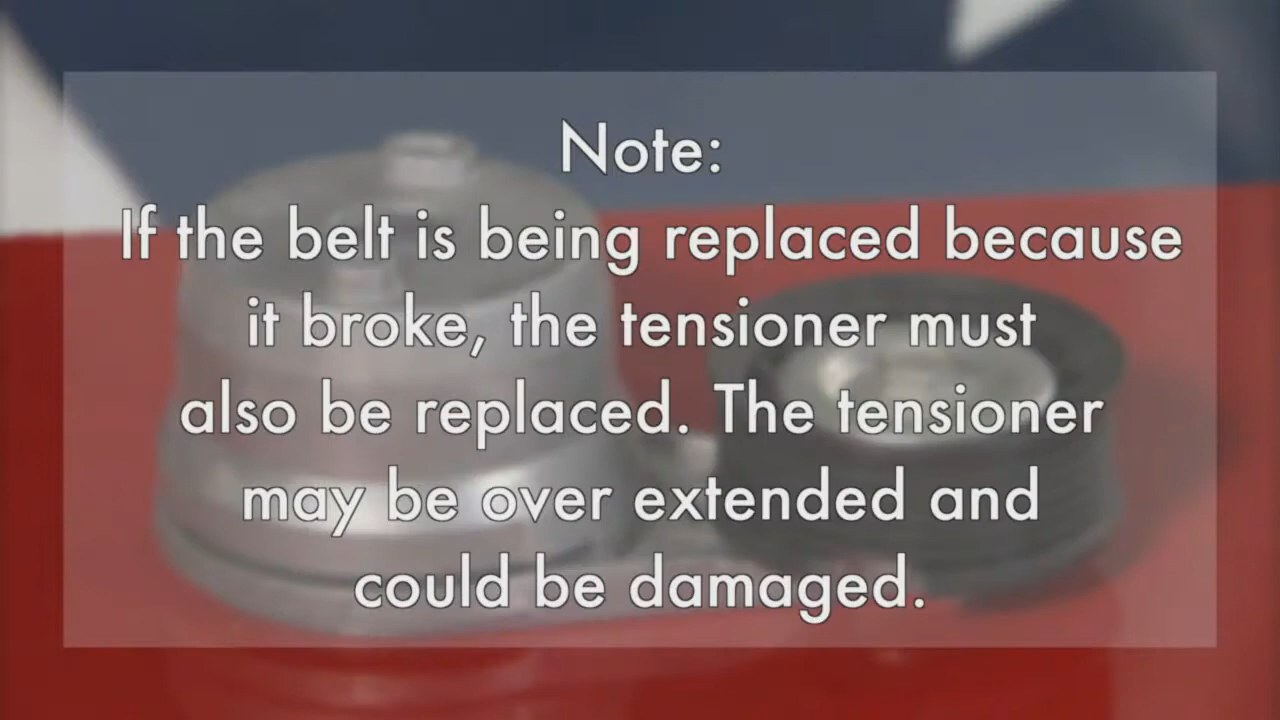 Note:
If the belt is being replaced because
it broke, the tensioner must
also be replaced. The tensioner
may be over extended and
could be damaged.